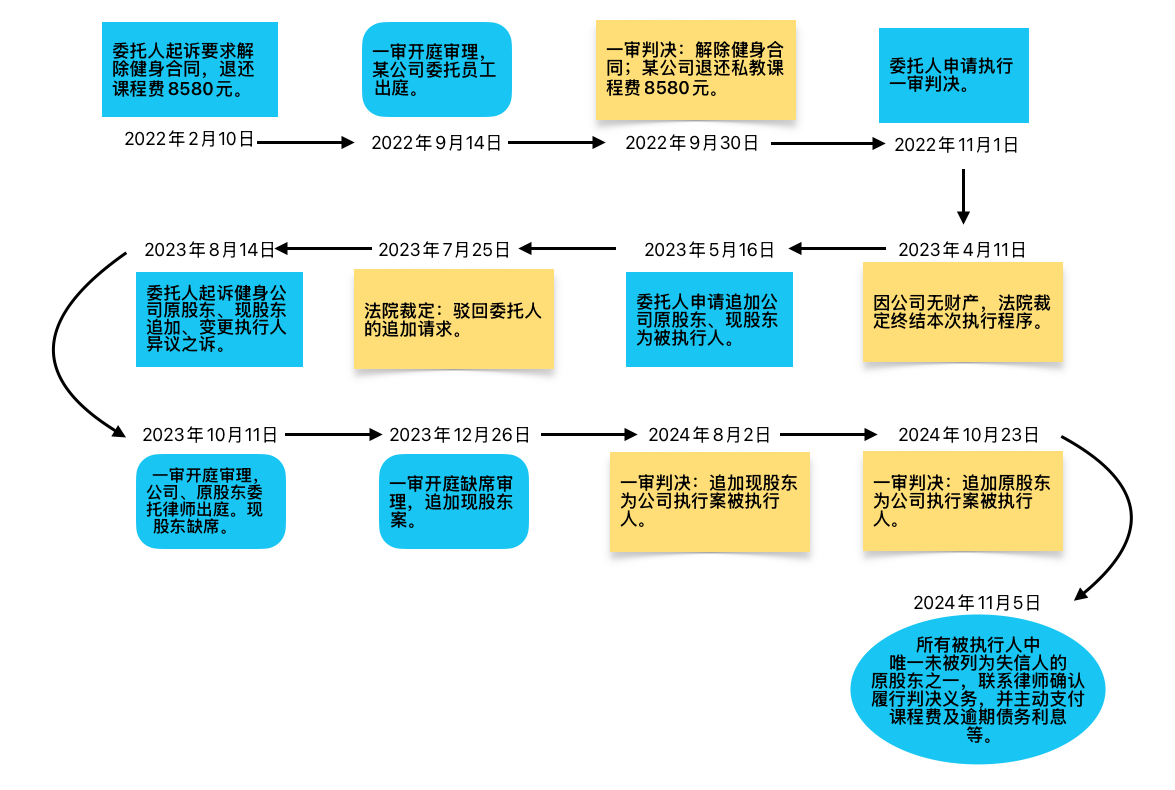 委托人起诉要求解
除健身合同，退还
课程费8580元。
2022年2月10日
一审开庭审理，
某公司委托员工
出庭。
2022年9月14日
一审判决：解除健身合
同；某公司退还私教课
程费8580元。
2022年9月30日
委托人申请执行
一审判决。
2022年11月1日
2023年4月11日
因公司无财产，法院裁
定终结本次执行程序。
2023年5月16日
委托人申请追加公
司原股东、现股东
为被执行人。
2023年7月25日
法院裁定：驳回委托人
的追加请求。
2023年8月14日
委托人起诉健身公
司原股东、现股东
追加、变更执行人
异议之诉。
2023年10月11日
一审开庭审理，
公司、原股东委
托律师出庭。现
股东缺席。
2023年12月26日
一审开庭缺席审
理，追加现股东
案。
2024年8月2日
一审判决：追加现股东
为公司执行案被执行
人。
2024年10月23日
一审判决：追加原股东
为公司执行案被执行
人。
2024年11月5日
所有被执行人中
唯一未被列为失信人的
原股东之一，联系律师确认
履行判决义务，并主动支付
课程费及逾期债务利息
等。